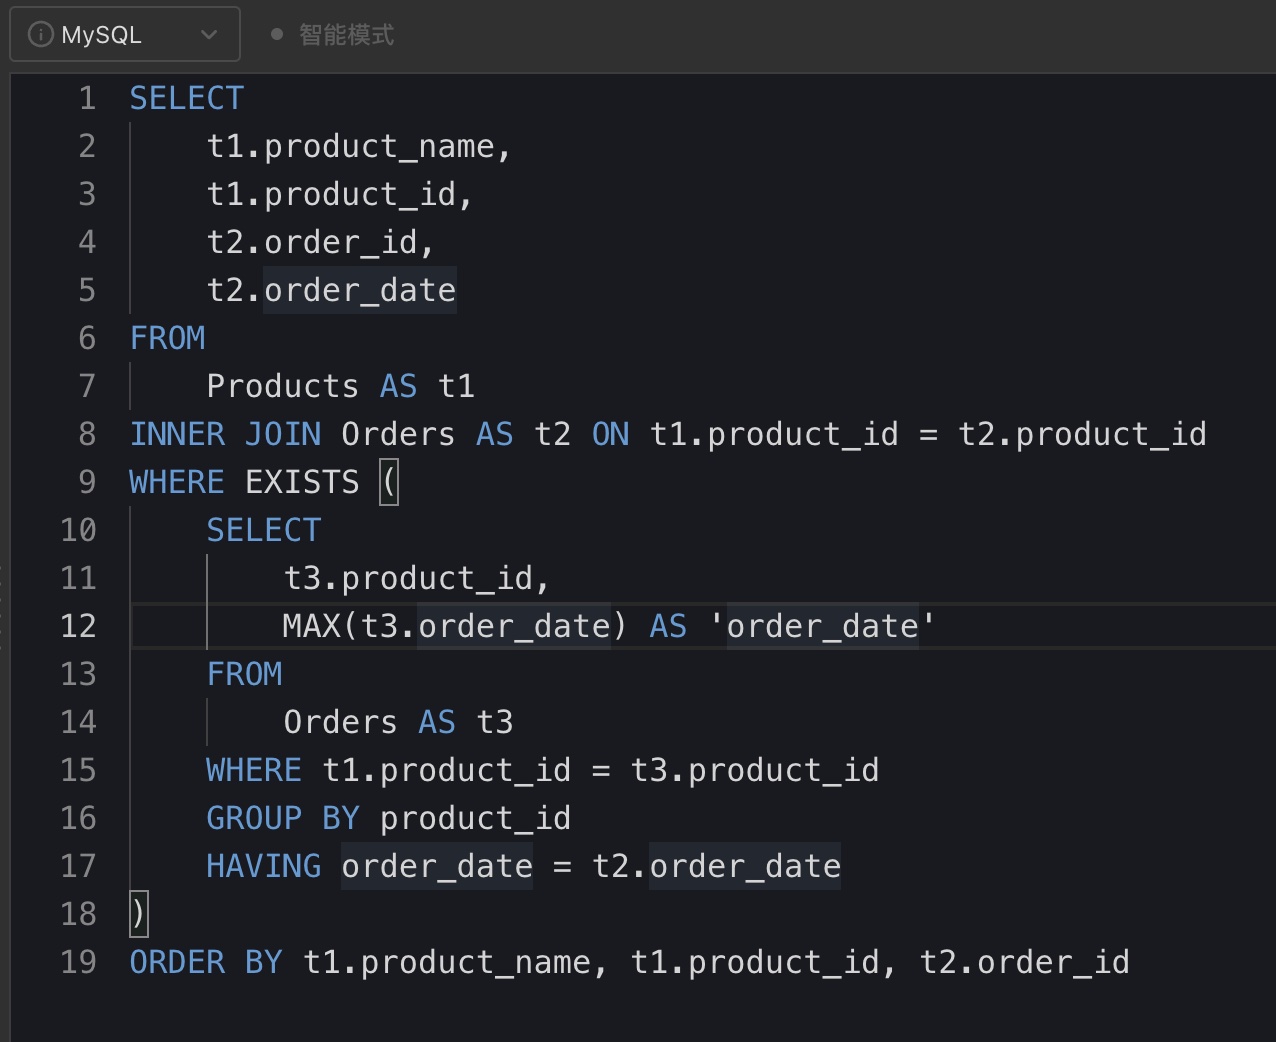 MySQL 智能模式
1 SELECT
2 t1.product_name,
3 t1.product_id,
4 t2.order_id,
5 t2.order_date
6 FROM
7 Products AS t1
8 INNER JOIN Orders AS t2 ON t1.product_id = t2.product_id
9 WHERE EXISTS (
10 SELECT
11 t3.product_id,
12 MAX(t3.order_date) AS 'order_date'
13 FROM
14 Orders AS t3
15 WHERE t1.product_id = t3.product_id
16 GROUP BY product_id
17 HAVING order_date = t2.order_date
18 )
19 ORDER BY t1.product_name, t1.product_id, t2.order_id